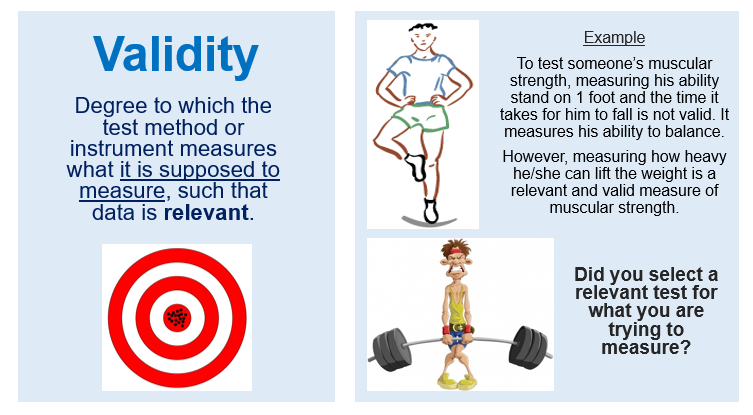 Validity
Degree to which the
test method or
instrument measures
what it is supposed to
measure, such that
data is relevant.
Example
To test someone’s muscular
strength, measuring his ability
stand on 1 foot and the time it
takes for him to fall is not valid. It
measures his ability to balance.
However, measuring how heavy
he/she can lift the weight is a
relevant and valid measure of
muscular strength.
Did you select a
relevant test for
what you are
trying to
measure?